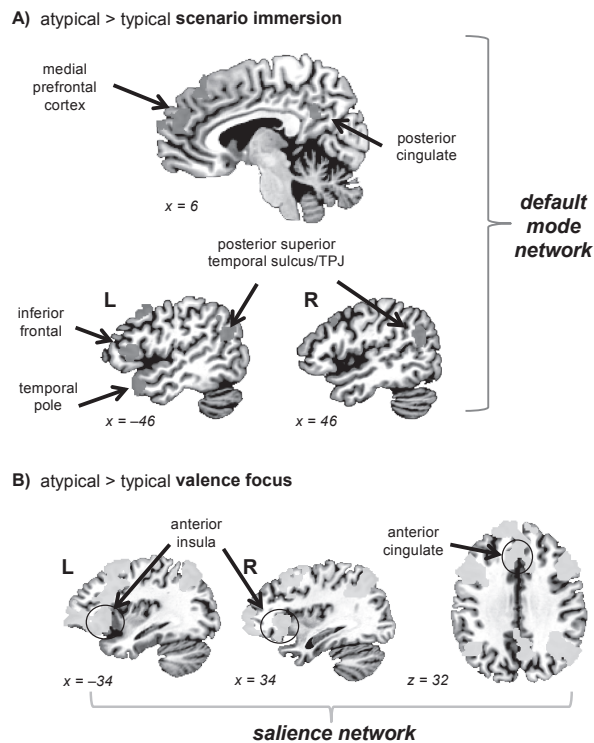 A) atypical > typical scenario immersion
medial
prefrontal
cortex
posterior
cingulate
x = 6
default
mode
network
posterior superior
temporal sulcus/TPJ
L
R
inferior
frontal
temporal
pole
x = –46
x = 46
B) atypical > typical valence focus
anterior
insula
anterior
cingulate
L
R
x = –34
x = 34
z = 32
salience network